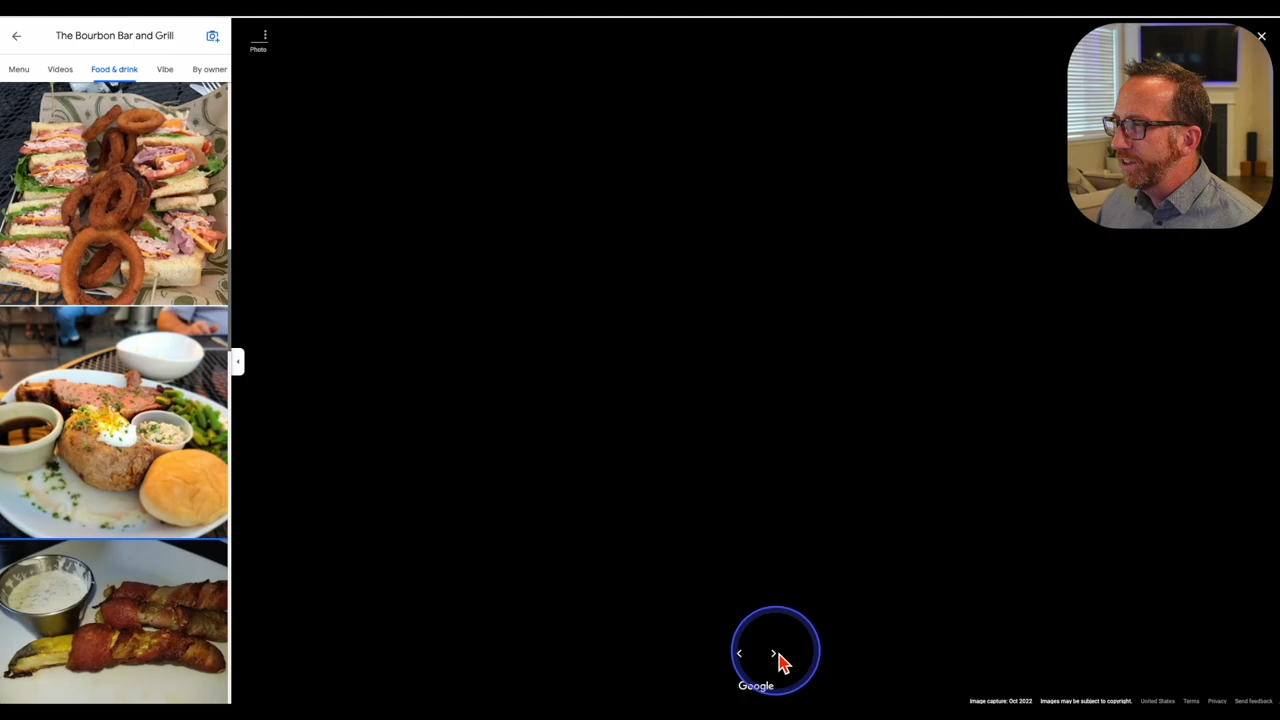 The Bourbon Bar and Grill
Menu Videos Food & drink Vibe By owner
Photo
Google
Image capture: Oct 2022 Images may be subject to copyright. United States Terms Privacy Send feedback